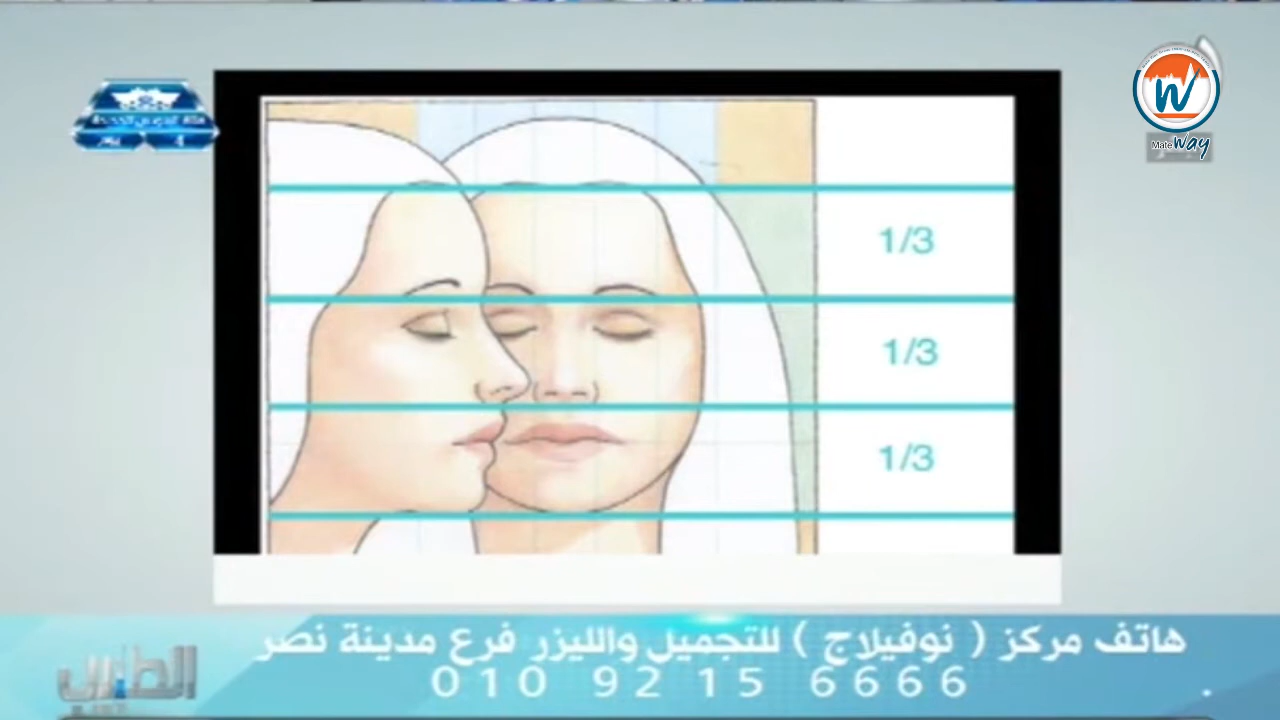 W
Mate Way
1/3
1/3
1/3
هاتف مركز ( نوفيلاج ) للتجميل والليزر فرع مدينة نصر
010 92 15 6666
الطبيب